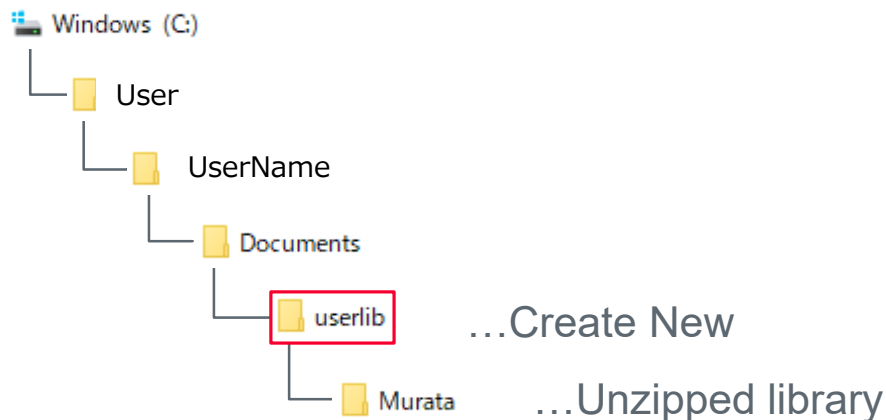 Windows (C:)
User
UserName
Documents
userlib …Create New
Murata …Unzipped library